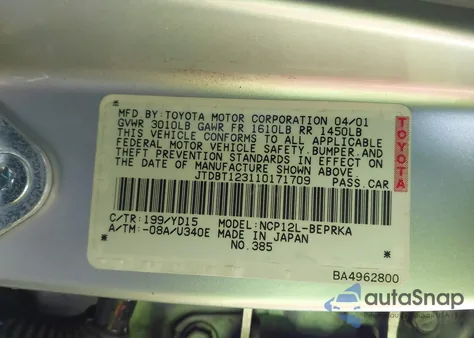 MFD BY: TOYOTA MOTOR CORPORATION 04/01
GVWR 3010LB GAWR FR 1610LB RR 1450LB
THIS VEHICLE CONFORMS TO ALL APPLICABLE
FEDERAL MOTOR VEHICLE SAFETY, BUMPER, AND
THEFT PREVENTION STANDARDS IN EFFECT ON
THE DATE OF MANUFACTURE SHOWN ABOVE.
JTDBT123110171709 PASS.CAR
C/TR: 199/YD15 MODEL: NCP12L-BEPRKA
A/TM: -08A/U340E MADE IN JAPAN
NO.385
TOYOTA
BA4962800
autoSnap